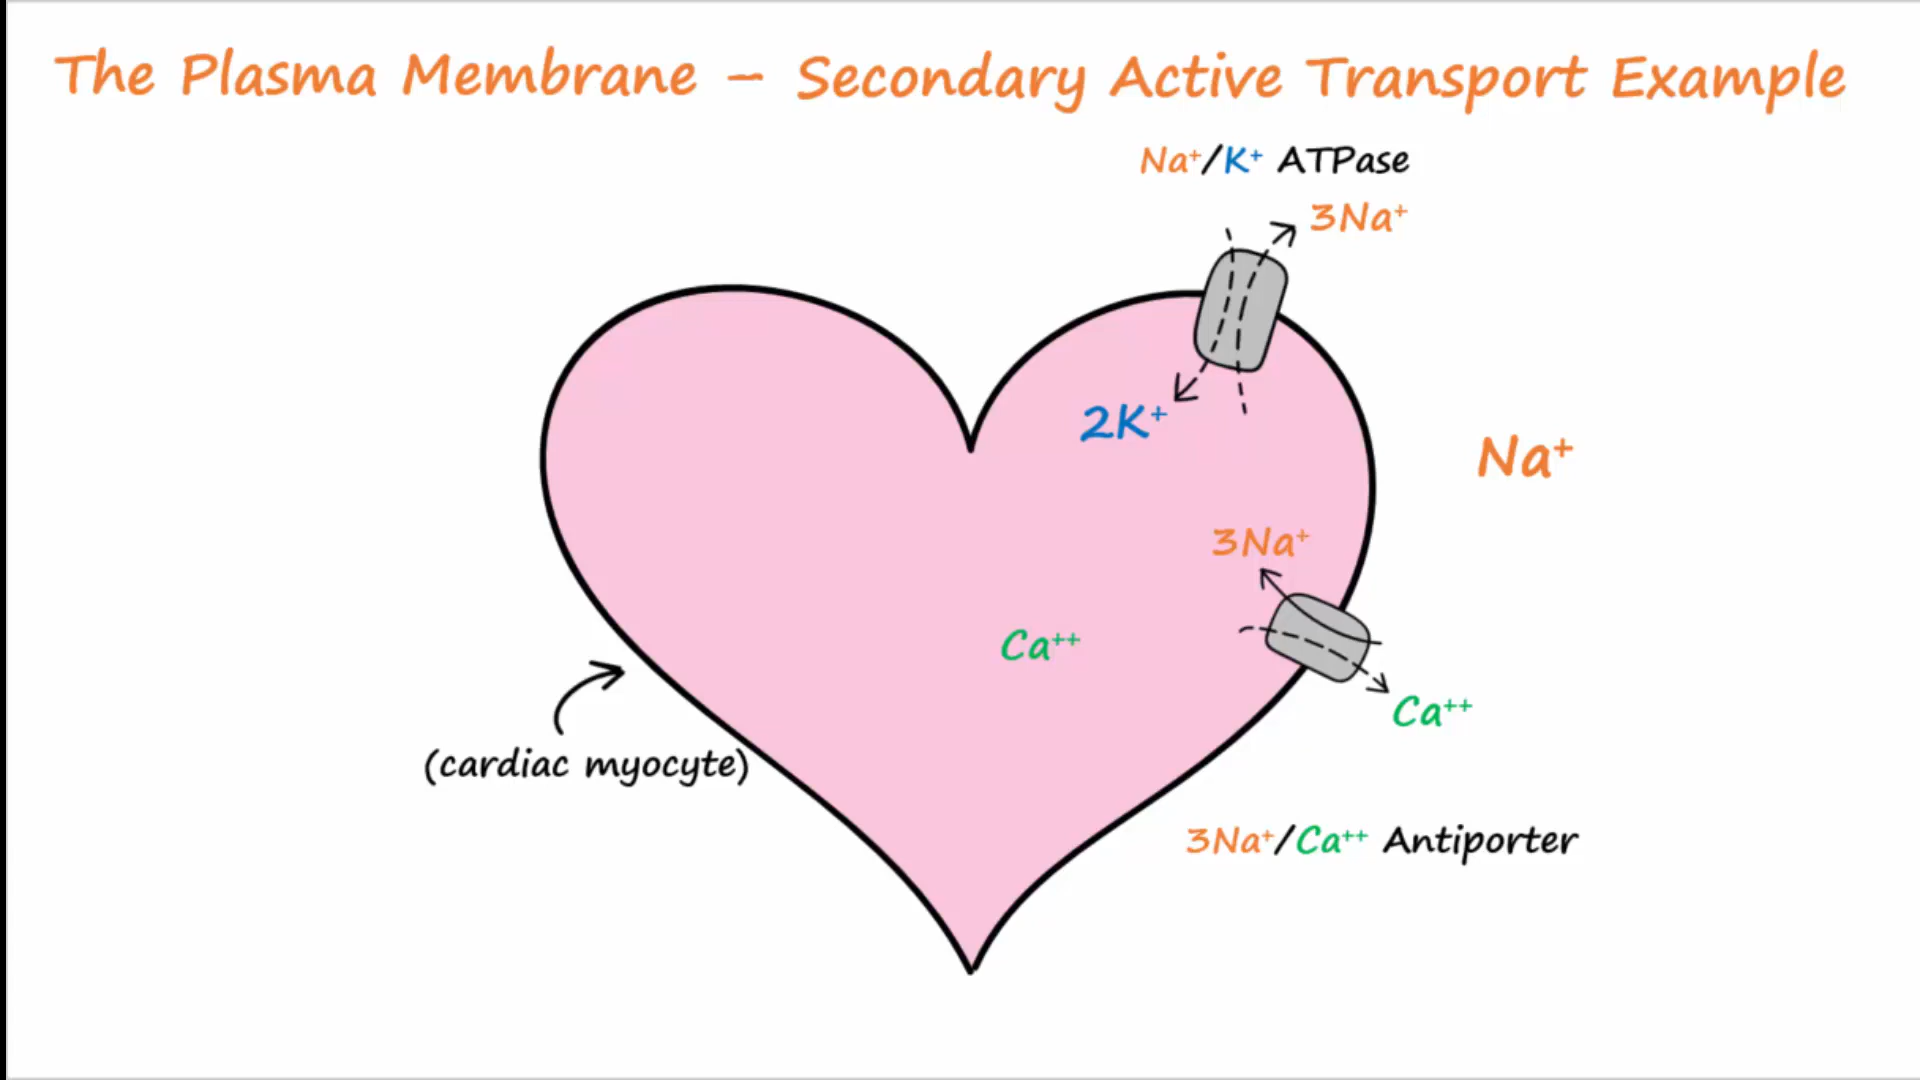 The Plasma Membrane – Secondary Active Transport Example
Na⁺/K⁺ ATPase
3Na⁺
2K⁺
Na⁺
3Na⁺
Ca⁺⁺
Ca⁺⁺
(cardiac myocyte)
3Na⁺/Ca⁺⁺ Antiporter